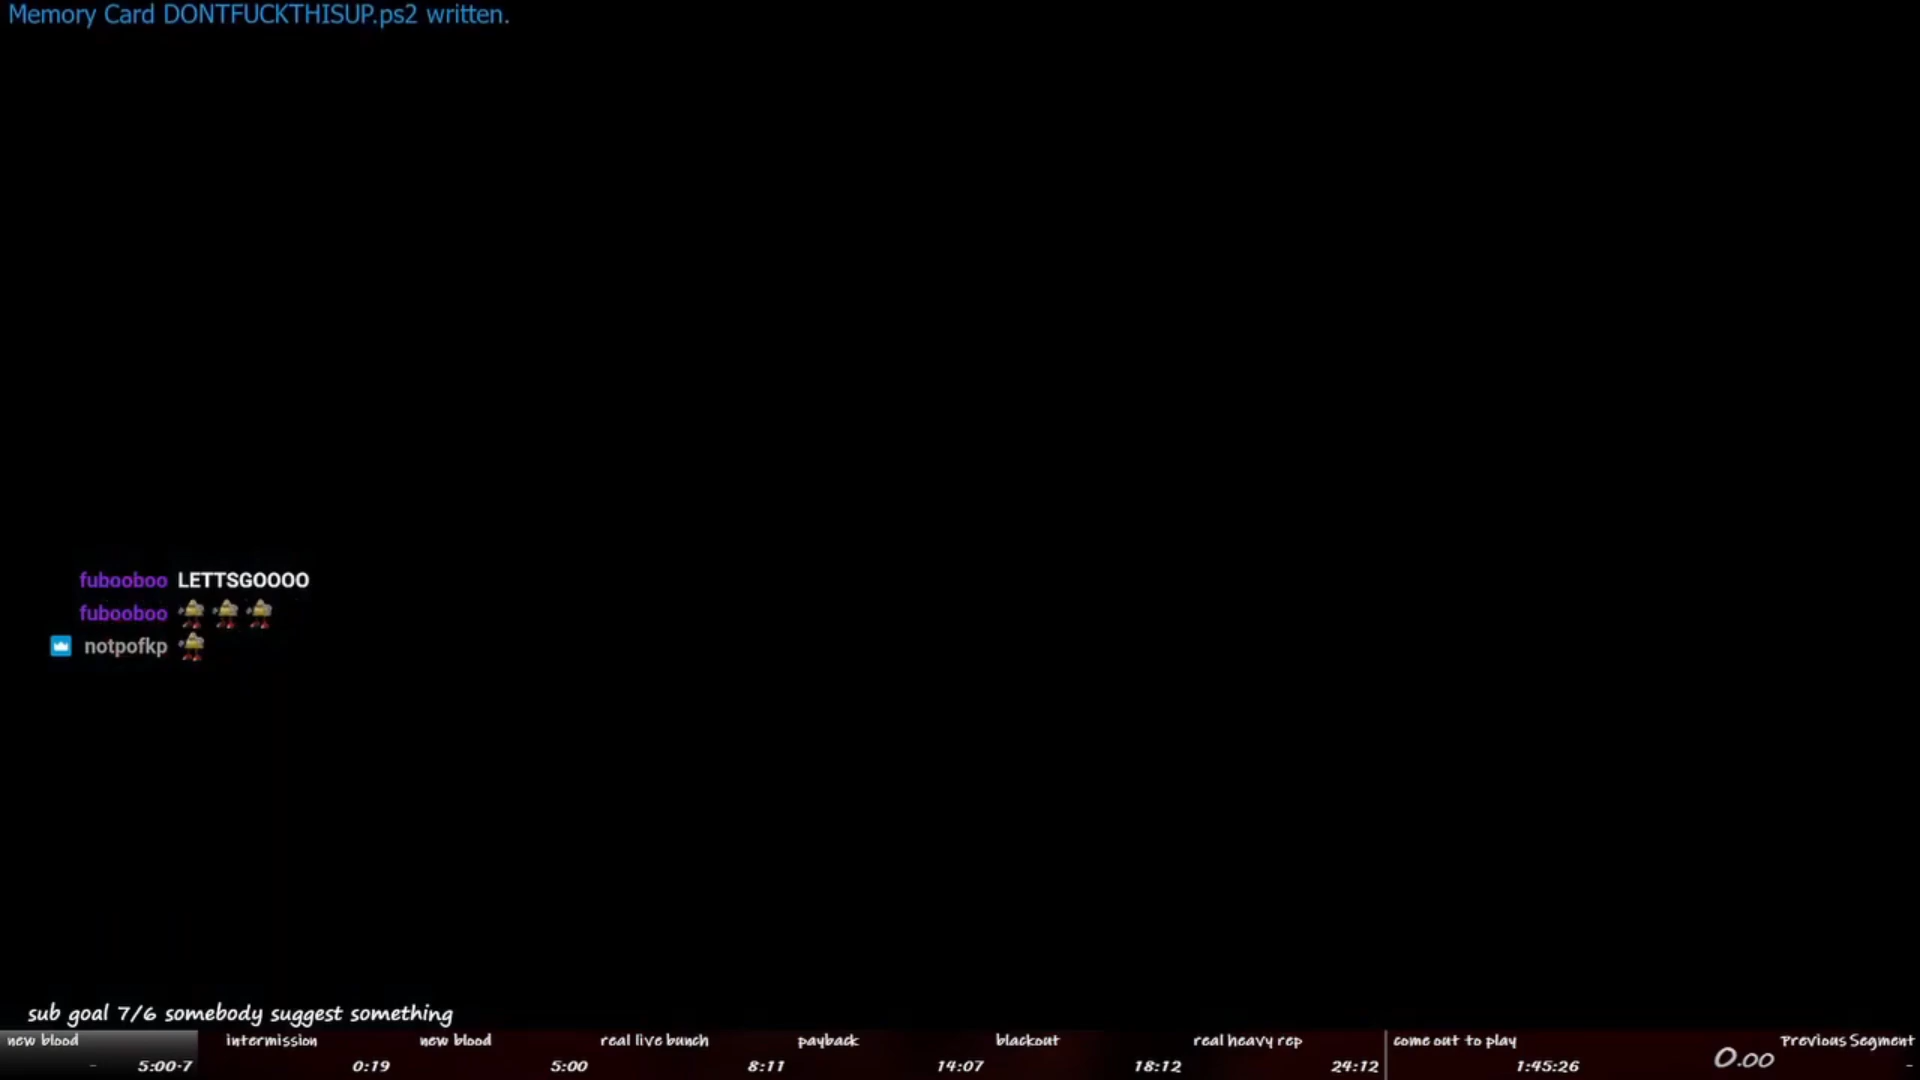 Memory Card DONTFUCKTHISUP.ps2 written.
fubooboo LETTSGOOOO
fubooboo
notpofkp
sub goal 7/6 somebody suggest something
new blood intermission new blood real live bunch payback blackout real heavy rep come out to play Previous Segment
- 5:00.7 0:19 5:00 8:11 14:07 18:12 24:12 1:45:26 0.00 -